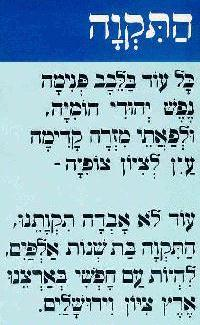 הַתִּקְוָה
כָּל עוֹד בַּלֵּבָב פְּנִימָה
נֶפֶשׁ יְהוּדִי הוֹמִיָּה,
וּלְפַאֲתֵי מִזְרָח קָדִימָה
עַיִן לְצִיּוֹן צוֹפִיָּה-
עוֹד לֹא אָבְדָה תִקְוָתֵנוּ,
הַתִּקְוָה בַּת שְׁנוֹת אַלְפַּיִם,
לִהְיוֹת עַם חָפְשִׁי בְּאַרְצֵנוּ
אֶרֶץ צִיּוֹן וִירוּשָׁלַיִם.